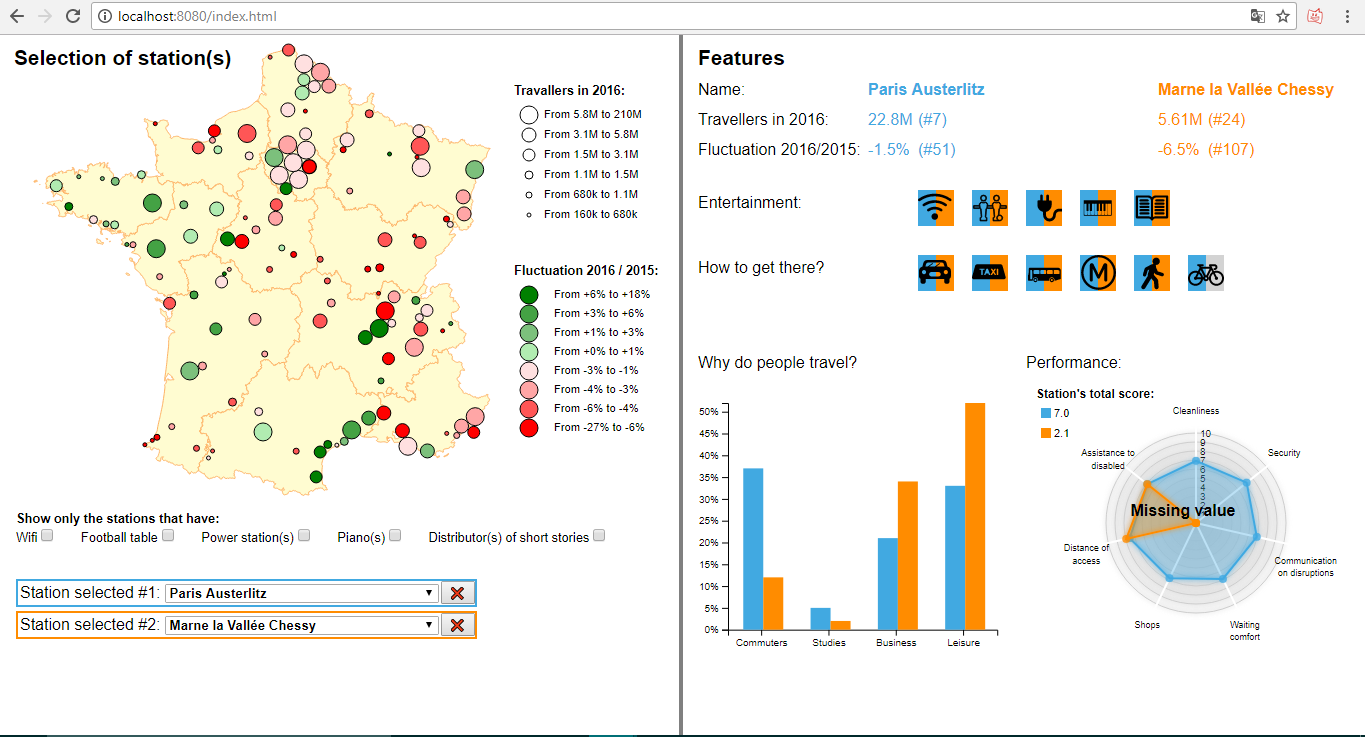 localhost:8080/index.html
Selection of station(s)
Travallers in 2016:
From 5.8M to 210M
From 3.1M to 5.8M
From 1.5M to 3.1M
From 1.1M to 1.5M
From 680k to 1.1M
From 160k to 680k
Fluctuation 2016 / 2015:
From +6% to +18%
From +3% to +6%
From +1% to +3%
From +0% to +1%
From -3% to -1%
From -4% to -3%
From -6% to -4%
From -27% to -6%
Show only the stations that have:
Wifi Football table Power station(s) Piano(s) Distributor(s) of short stories
Station selected #1: Paris Austerlitz
Station selected #2: Marne la Vallée Chessy
Features
Name: Paris Austerlitz Marne la Vallée Chessy
Travellers in 2016: 22.8M (#7) 5.61M (#24)
Fluctuation 2016/2015: -1.5% (#51) -6.5% (#107)
Entertainment:
How to get there?
TAXI
M
Why do people travel?
50%
45%
40%
35%
30%
25%
20%
15%
10%
5%
0%
Commuters Studies Business Leisure
Performance:
Station's total score:
7.0
2.1
Cleanliness
Security
Communication
on disruptions
Waiting
comfort
Shops
Distance of
access
Assistance to
disabled
10
9
8
7
6
5
4
3
2
Missing value